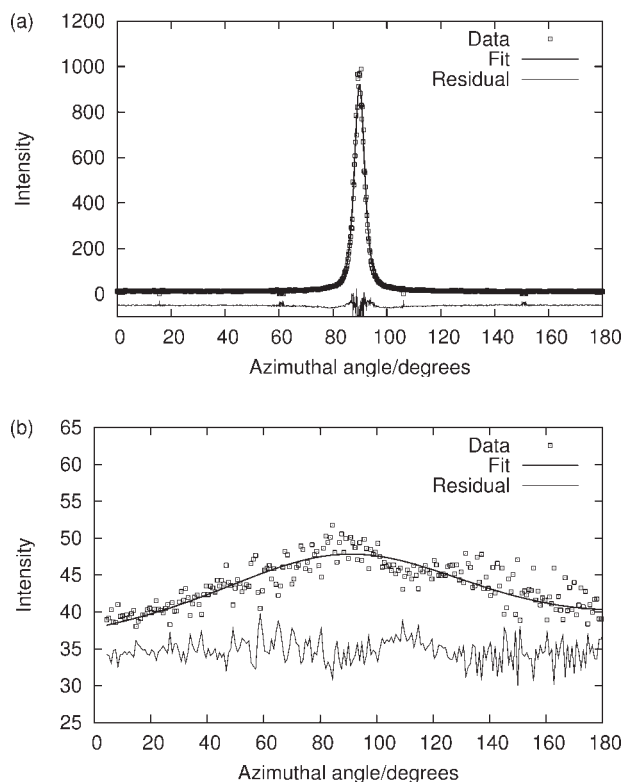 (a)
1200
1000
800
600
400
200
0
Intensity
Data
Fit
Residual
0 20 40 60 80 100 120 140 160 180
Azimuthal angle/degrees
(b)
65
60
55
50
45
40
35
30
25
Intensity
Data
Fit
Residual
0 20 40 60 80 100 120 140 160 180
Azimuthal angle/degrees